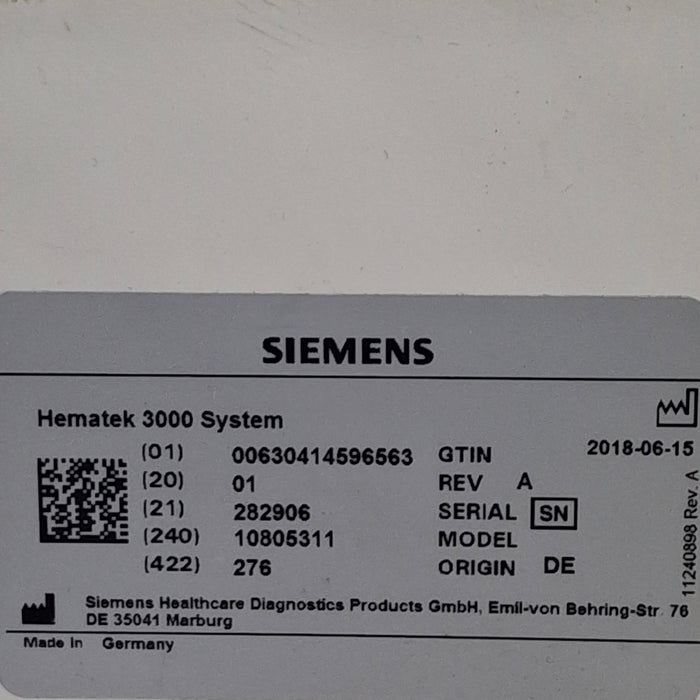 SIEMENS
Hematek 3000 System
2018-06-15
(01) 00630414596563 GTIN
(20) 01 REV A
(21) 282906 SERIAL SN
(240) 10805311 MODEL
(422) 276 ORIGIN DE
11240898 Rev. A
Siemens Healthcare Diagnostics Products GmbH, Emil-von Behring-Str. 76
DE 35041 Marburg
Made In Germany